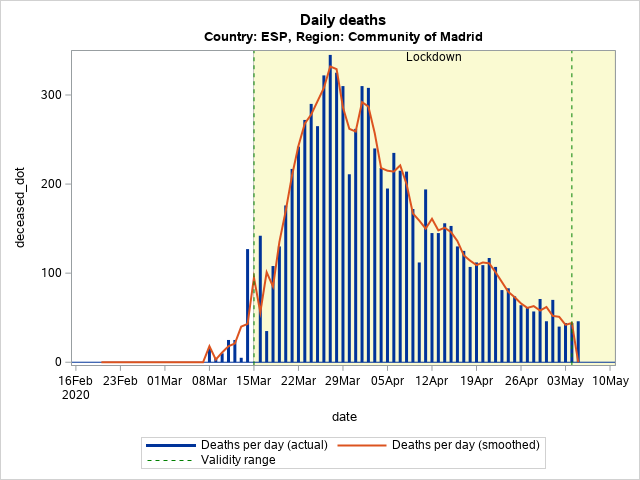 Daily deaths
Country: ESP, Region: Community of Madrid
Lockdown
deceased_dot
300
200
100
0
16Feb 23Feb 01Mar 08Mar 15Mar 22Mar 29Mar 05Apr 12Apr 19Apr 26Apr 03May 10May
2020
date
Deaths per day (actual) Deaths per day (smoothed)
Validity range